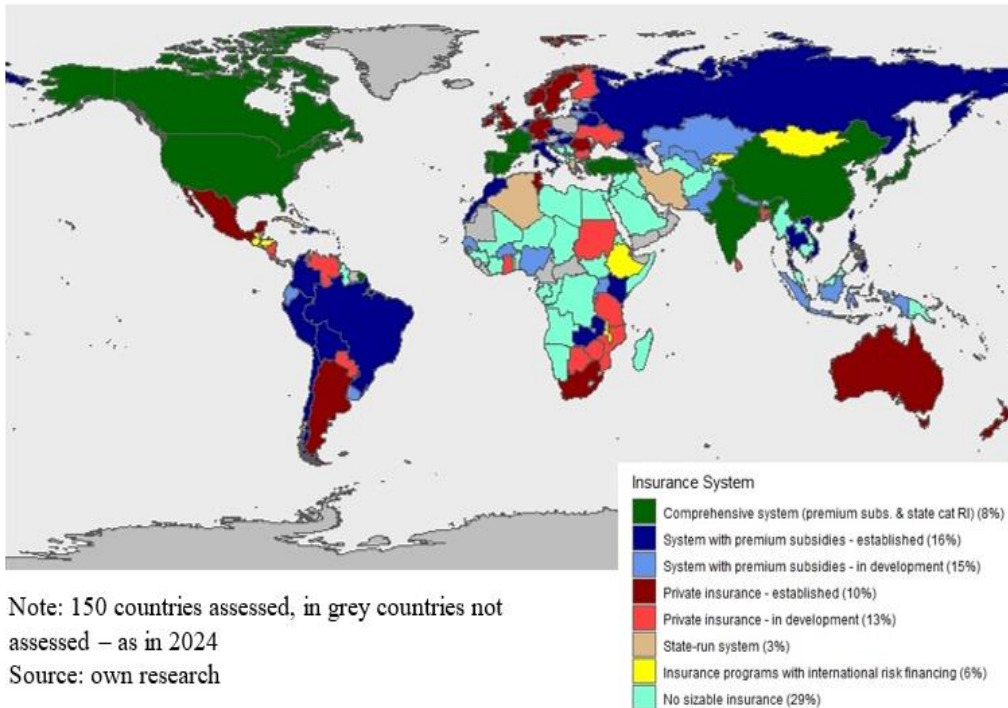 Insurance System
Comprehensive system (premium subs. & state cat RI) (8%)
System with premium subsidies - established (16%)
System with premium subsidies - in development (15%)
Private insurance - established (10%)
Private insurance - in development (13%)
State-run system (3%)
Insurance programs with international risk financing (6%)
No sizable insurance (29%)
Note: 150 countries assessed, in grey countries not
assessed – as in 2024
Source: own research